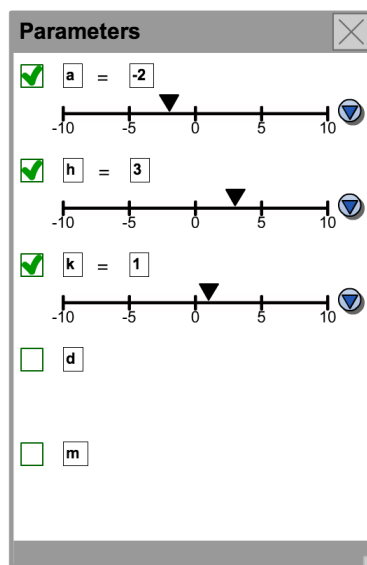 Parameters
a = -2
-10 -5 0 5 10
h = 3
-10 -5 0 5 10
k = 1
-10 -5 0 5 10
d
m